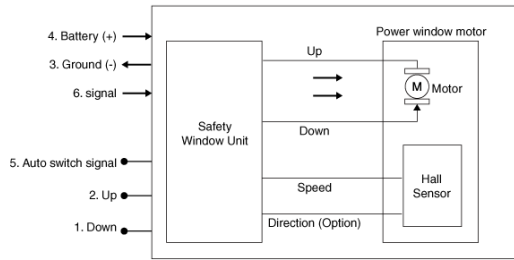 4. Battery (+)
3. Ground (-)
6. signal
5. Auto switch signal
2. Up
1. Down
Safety
Window Unit
Up
Down
Speed
Direction (Option)
Power window motor
M
Motor
Hall
Sensor